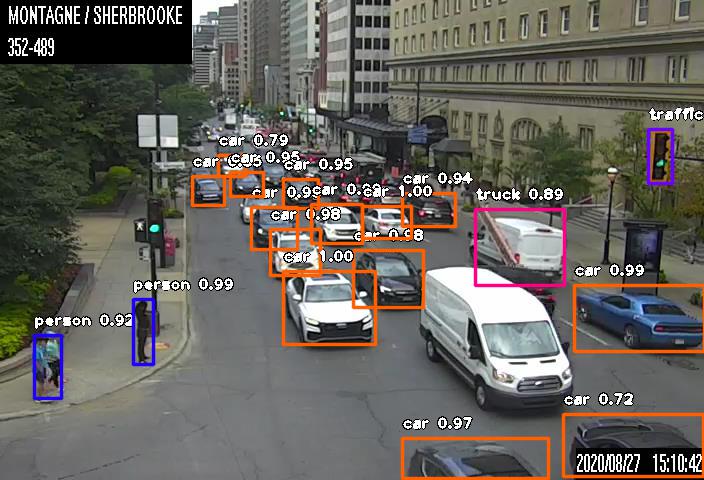 MONTAGNE / SHERBROOKE
352-489
traffic
car 0.79
car 0.95
car 0.95
car 0.94
car 1.00
truck 0.89
car 0.98
car 0.98
car 1.00
car 0.99
person 0.99
person 0.92
car 0.72
car 0.97
2020/08/27 15:10:42